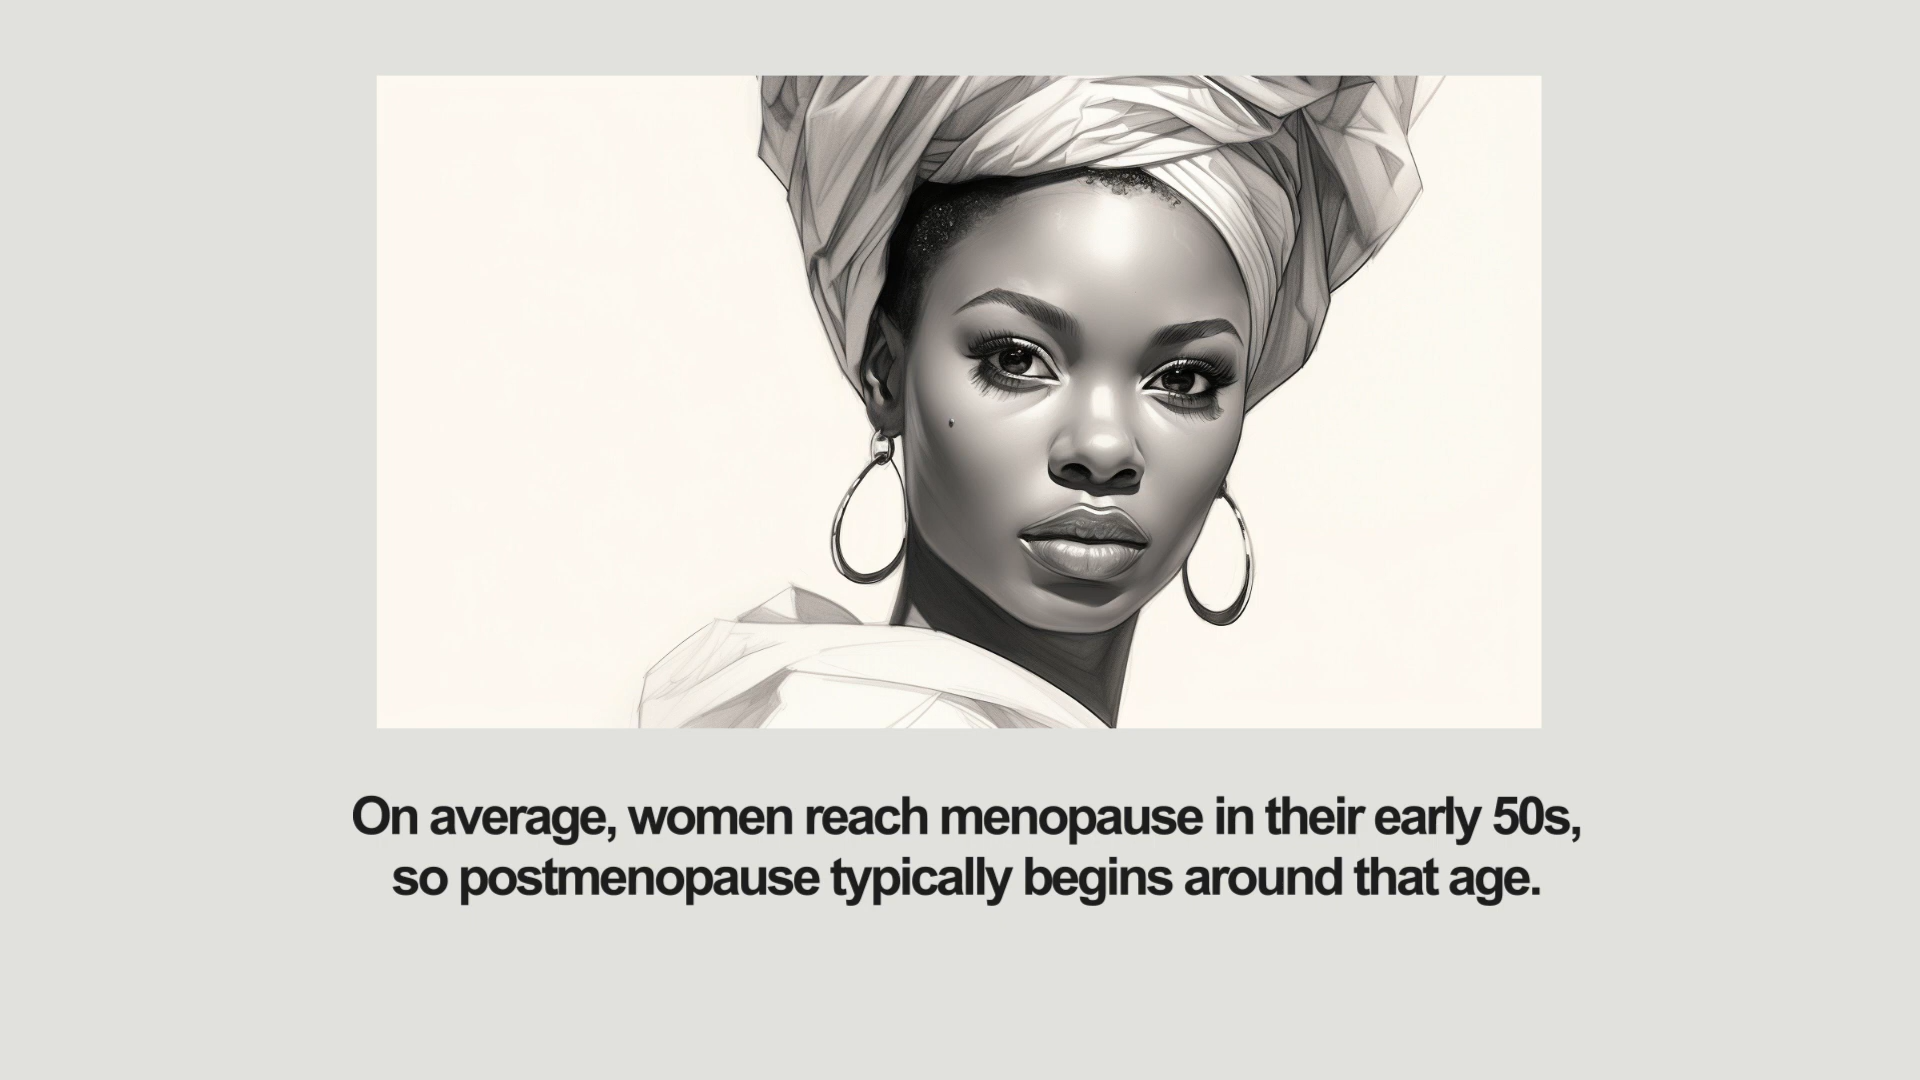 On average, women reach menopause in their early 50s,
so postmenopause typically begins around that age.